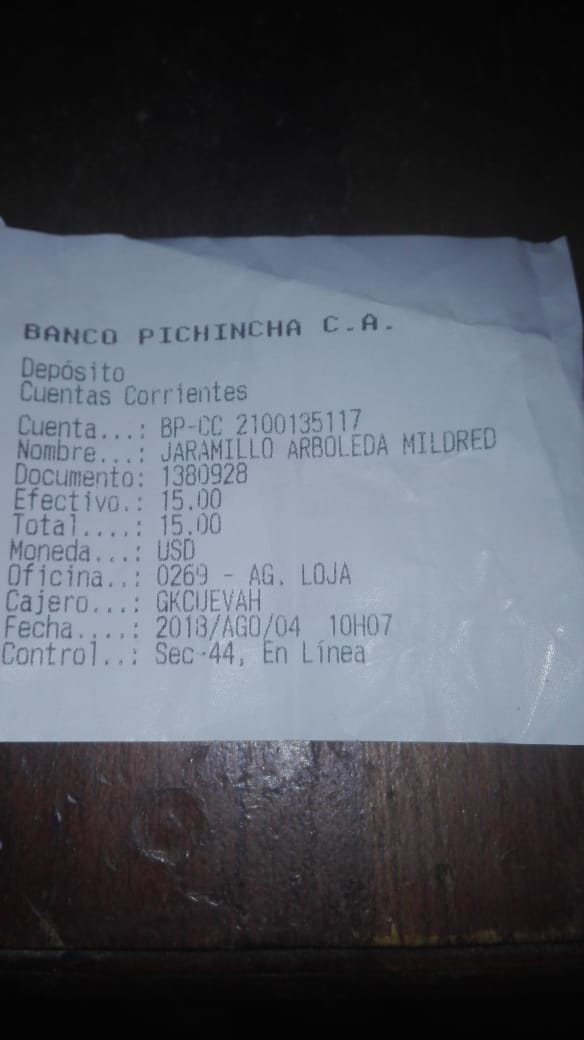 BANCO PICHINCHA C.A.
Depósito
Cuentas Corrientes
Cuenta...: BP-CC 2100135117
Nombre...: JARAMILLO ARBOLEDA MILDRED
Documento: 1380928
Efectivo.: 15.00
Total....: 15.00
Moneda...: USD
Oficina..: 0269 - AG. LOJA
Cajero...: GKCUEVAH
Fecha....: 2018/AGO/04 10H07
Control..: Sec-44, En Línea